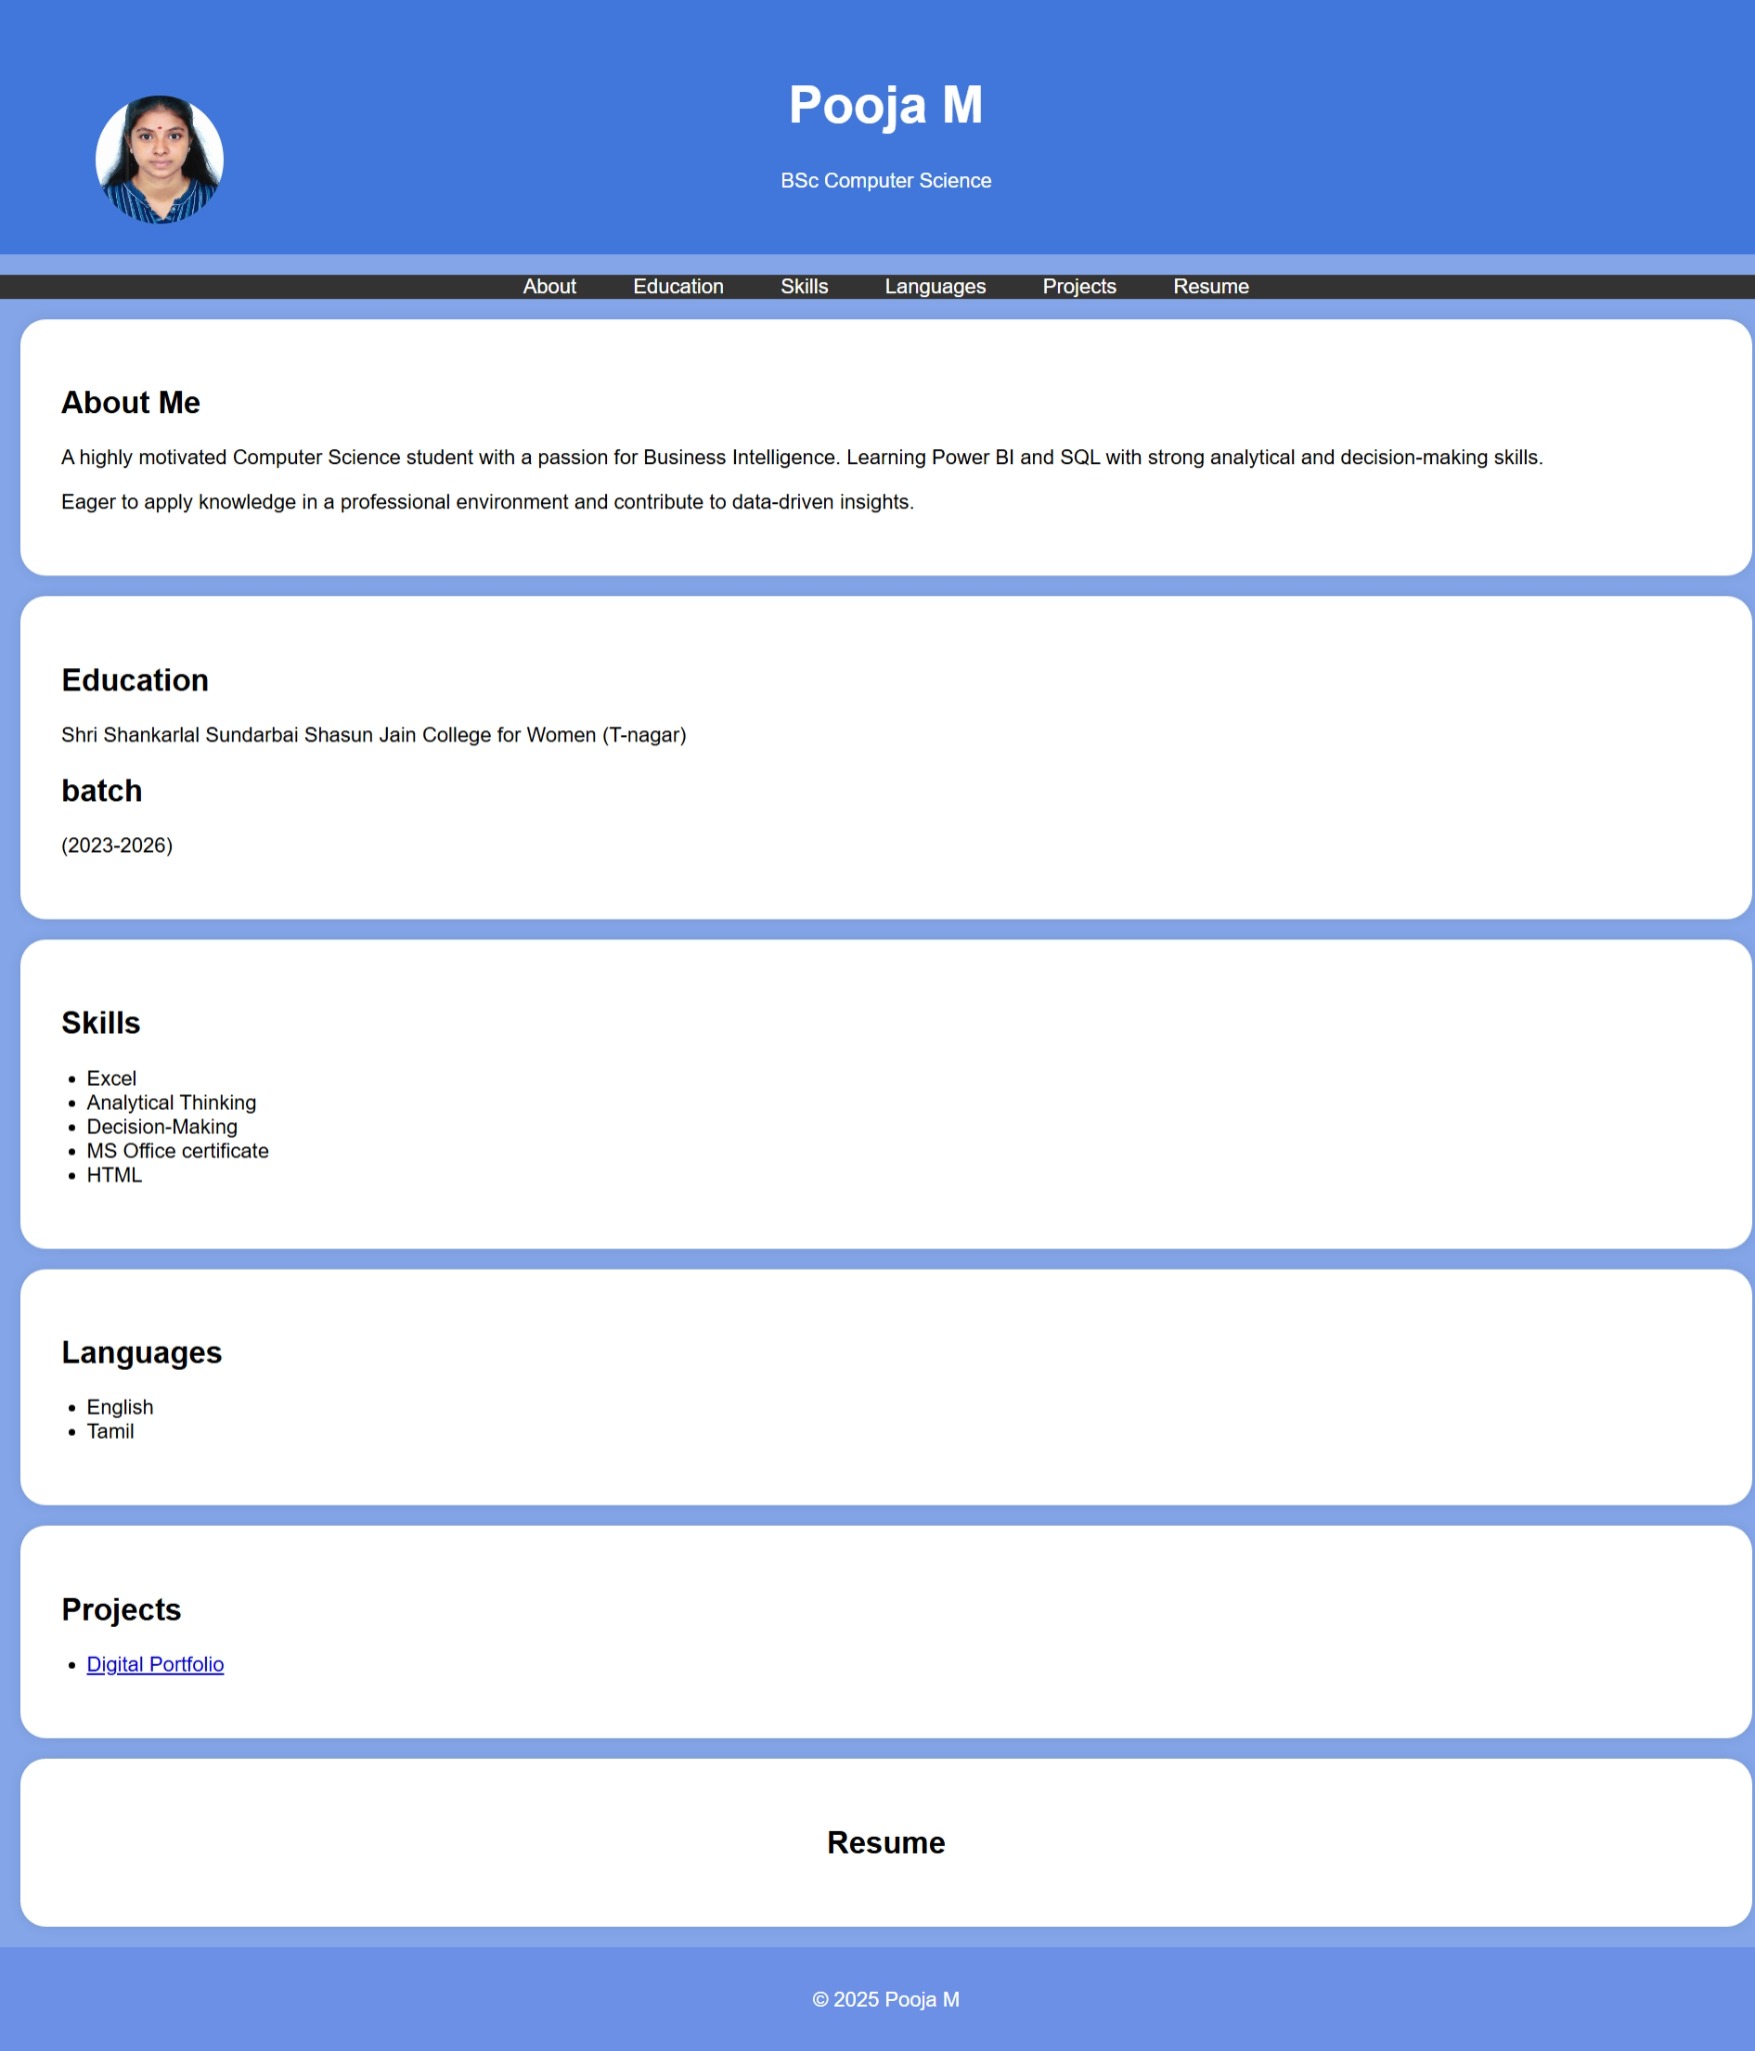 Pooja M
BSc Computer Science
About Education Skills Languages Projects Resume
About Me
A highly motivated Computer Science student with a passion for Business Intelligence. Learning Power BI and SQL with strong analytical and decision-making skills.
Eager to apply knowledge in a professional environment and contribute to data-driven insights.
Education
Shri Shankarlal Sundarbai Shasun Jain College for Women (T-nagar)
batch
(2023-2026)
Skills
• Excel
• Analytical Thinking
• Decision-Making
• MS Office certificate
• HTML
Languages
• English
• Tamil
Projects
• Digital Portfolio
Resume
© 2025 Pooja M